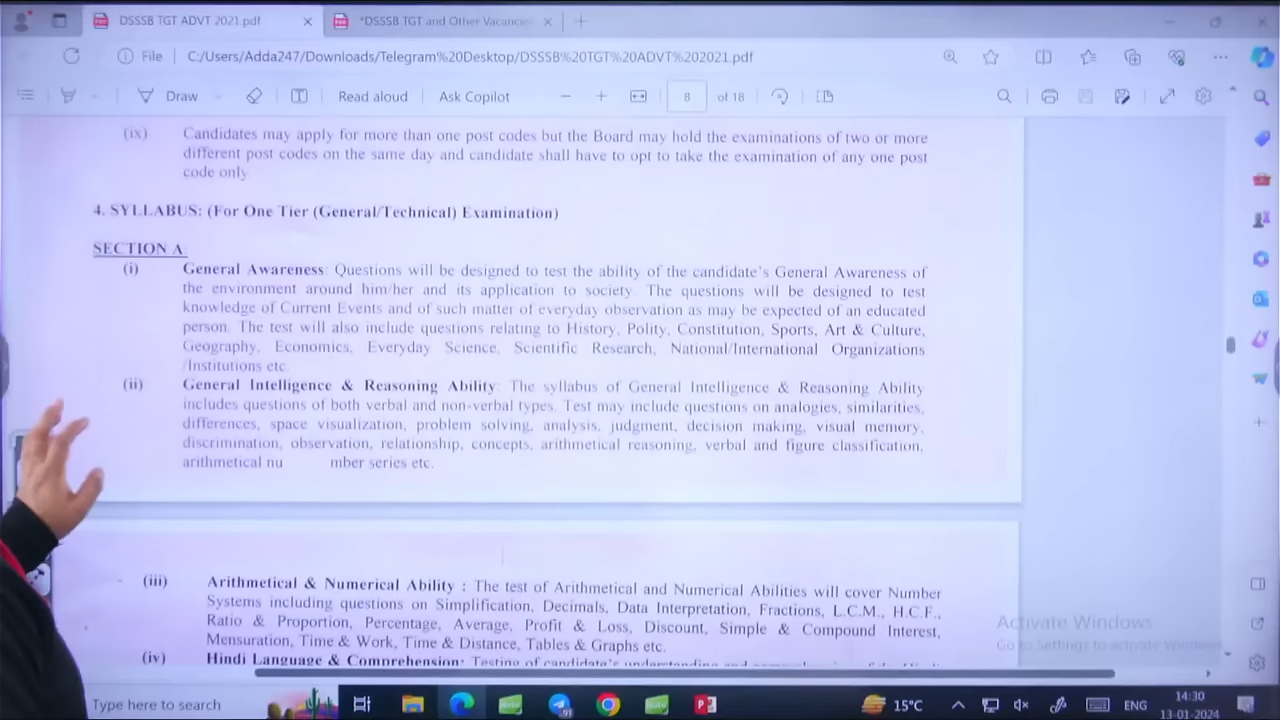 DSSSB TGT ADVT 2021.pdf
*DSSSB TGT and Other Vacancie
File C:/Users/Adda247/Downloads/Telegram%20Desktop/DSSSB%20TGT%20ADVT%202021.pdf
Draw Read aloud Ask Copilot 8 of 18
(ix) Candidates may apply for more than one post codes but the Board may hold the examinations of two or more
different post codes on the same day and candidate shall have to opt to take the examination of any one post
code only.
4. SYLLABUS: (For One Tier (General/Technical) Examination)
SECTION A:
(i) General Awareness: Questions will be designed to test the ability of the candidate's General Awareness of
the environment around him/her and its application to society. The questions will be designed to test
knowledge of Current Events and of such matter of everyday observation as may be expected of an educated
person. The test will also include questions relating to History, Polity, Constitution, Sports, Art & Culture,
Geography, Economics, Everyday Science, Scientific Research, National/International Organizations
/Institutions etc.
(ii) General Intelligence & Reasoning Ability: The syllabus of General Intelligence & Reasoning Ability
includes questions of both verbal and non-verbal types. Test may include questions on analogies, similarities,
differences, space visualization, problem solving, analysis, judgment, decision making, visual memory,
discrimination, observation, relationship, concepts, arithmetical reasoning, verbal and figure classification,
arithmetical nu mber series etc.
(iii) Arithmetical & Numerical Ability : The test of Arithmetical and Numerical Abilities will cover Number
Systems including questions on Simplification, Decimals, Data Interpretation, Fractions, L.C.M., H.C.F.,
Ratio & Proportion, Percentage, Average, Profit & Loss, Discount, Simple & Compound Interest,
Mensuration, Time & Work, Time & Distance, Tables & Graphs etc.
(iv) Hindi Language & Comprehension: Testing of candidate's understanding and
Activate Windows
Go to Settings to activate Windows.
Type here to search
15°C
ENG
14:30
13-01-2024